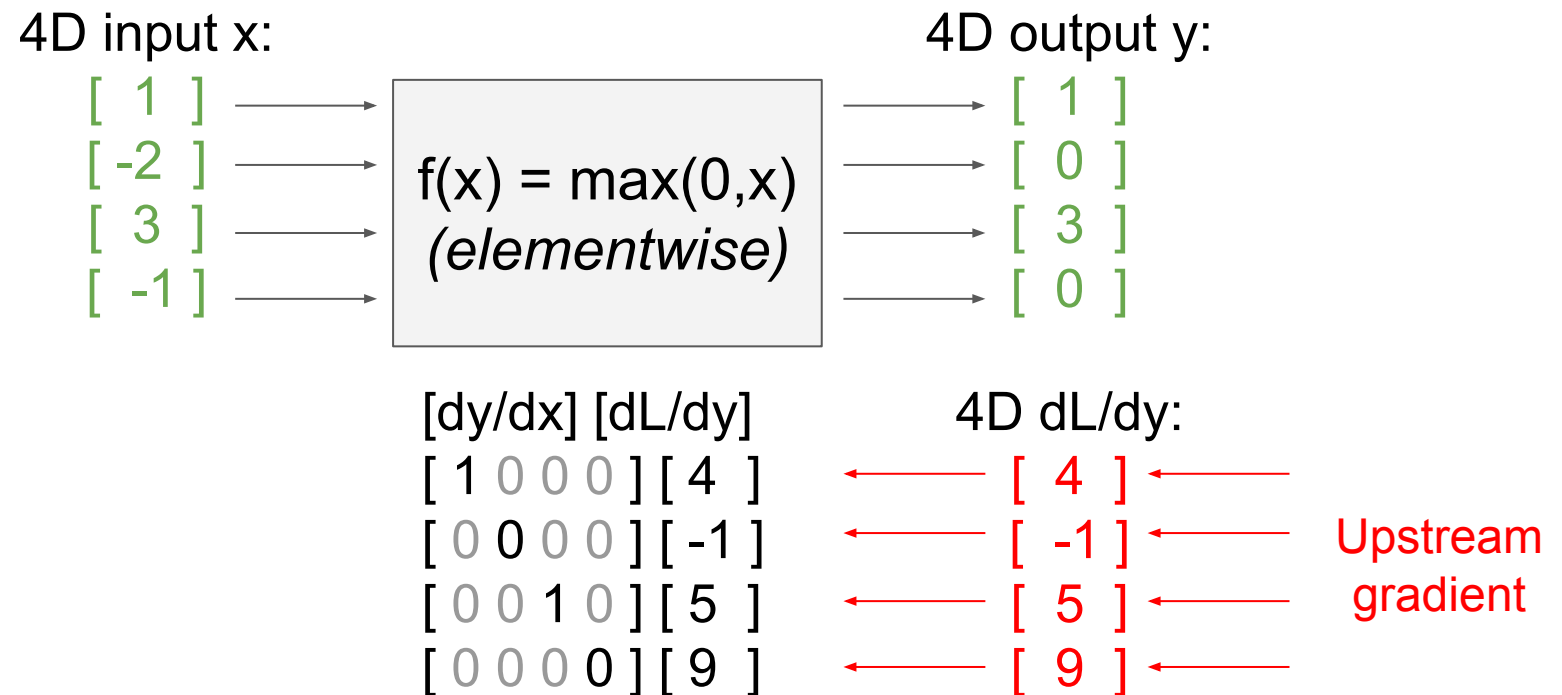 4D input x:
[ 1 ]
[ -2 ]
[ 3 ]
[ -1 ]
f(x) = max(0,x)
(elementwise)
4D output y:
[ 1 ]
[ 0 ]
[ 3 ]
[ 0 ]
[dy/dx] [dL/dy]
[ 1 0 0 0 ] [ 4 ]
[ 0 0 0 0 ] [ -1 ]
[ 0 0 1 0 ] [ 5 ]
[ 0 0 0 0 ] [ 9 ]
4D dL/dy:
[ 4 ]
[ -1 ]
[ 5 ]
[ 9 ]
Upstream
gradient